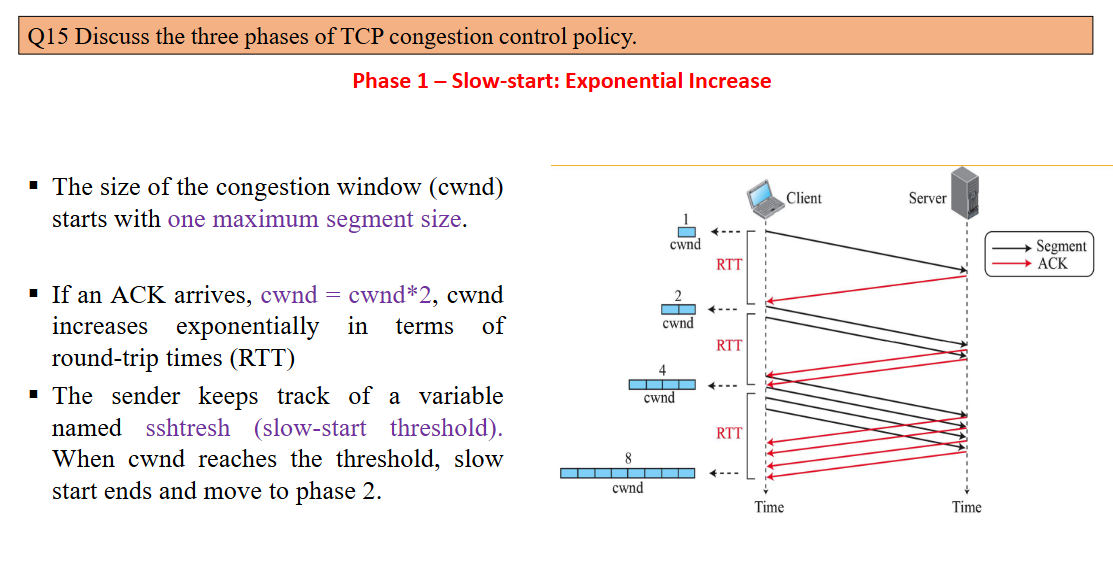 Q15 Discuss the three phases of TCP congestion control policy.
Phase 1 – Slow-start: Exponential Increase
▪ The size of the congestion window (cwnd)
starts with one maximum segment size.
▪ If an ACK arrives, cwnd = cwnd*2, cwnd
increases exponentially in terms of
round-trip times (RTT)
▪ The sender keeps track of a variable
named sshtresh (slow-start threshold).
When cwnd reaches the threshold, slow
start ends and move to phase 2.
Client
Server
Segment
ACK
1
cwnd
RTT
2
cwnd
RTT
4
cwnd
RTT
8
cwnd
Time
Time